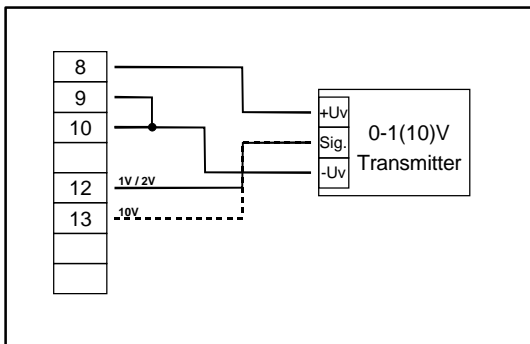 8
9
10
12
13
1V / 2V
10V
+Uv
Sig.
-Uv
0-1(10)V
Transmitter